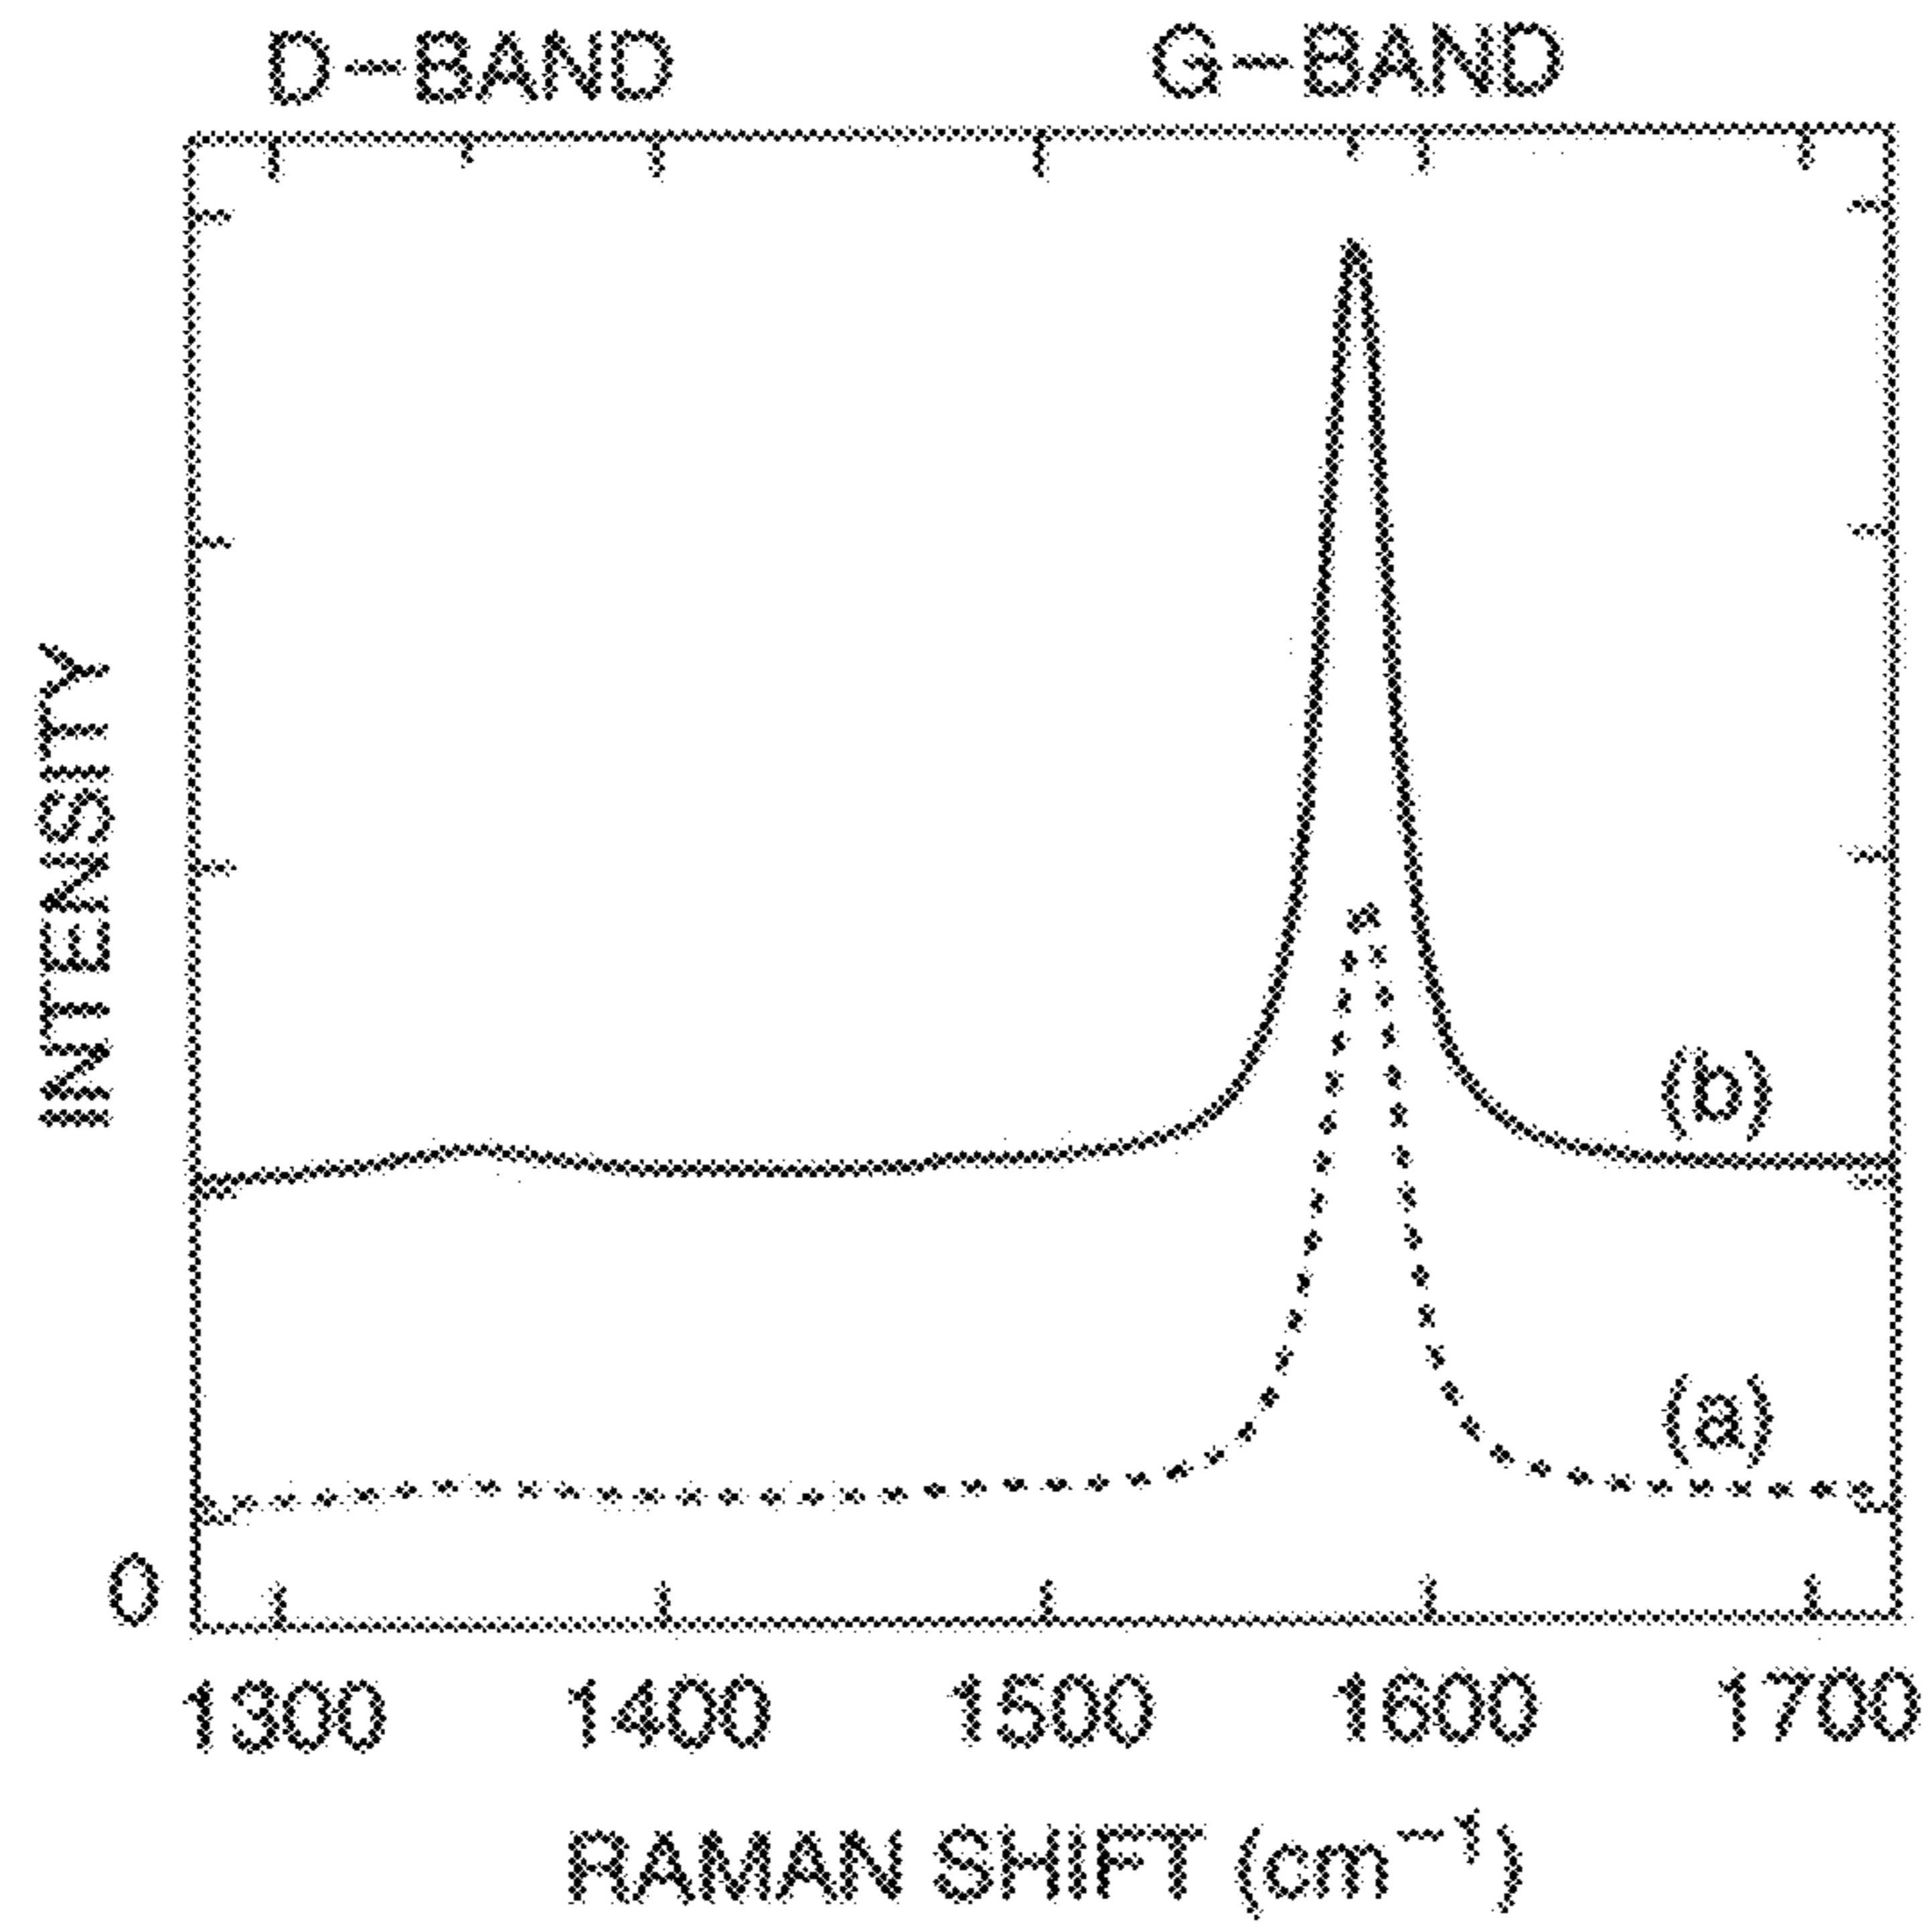 D-BAND G-BAND
INTENSITY
(b)
(a)
0
1300 1400 1500 1600 1700
RAMAN SHIFT (cm⁻¹)